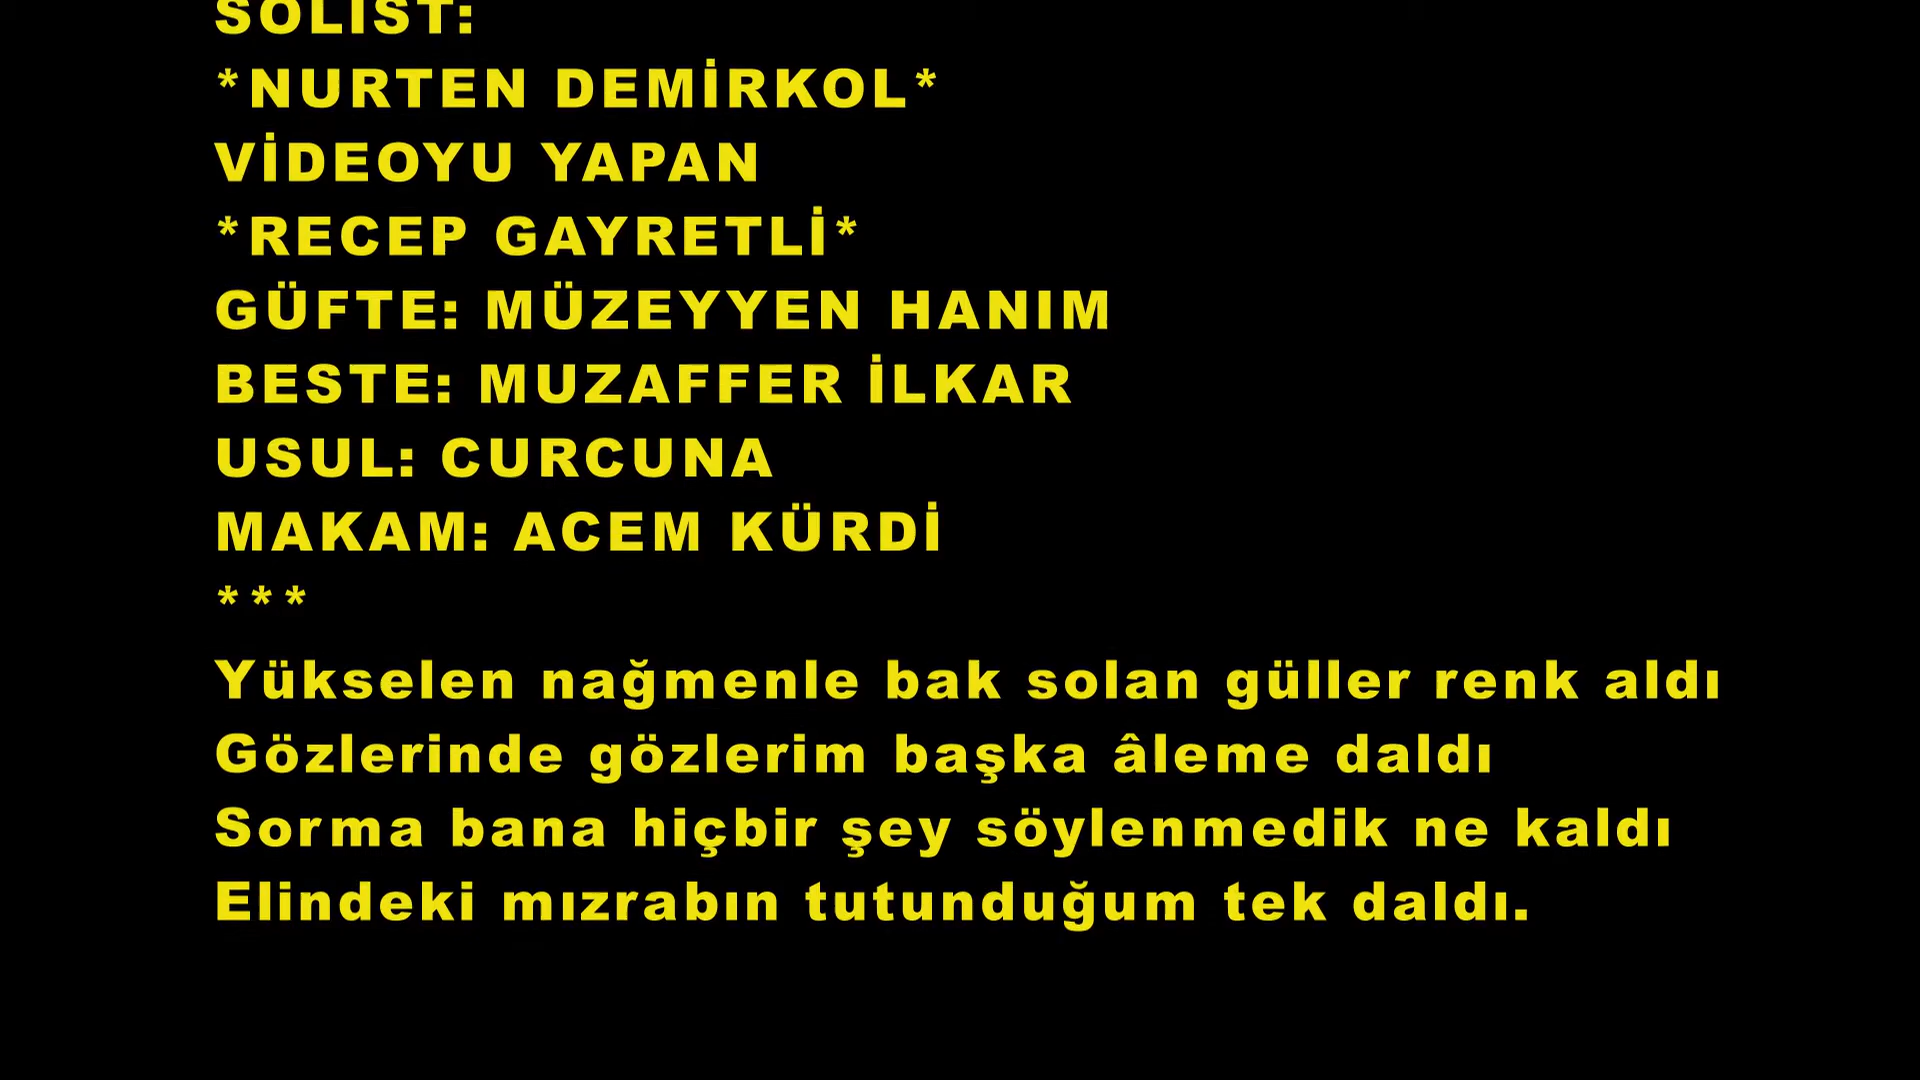 SOLİST:
*NURTEN DEMİRKOL*
VİDEOYU YAPAN
*RECEP GAYRETLİ*
GÜFTE: MÜZEYYEN HANIM
BESTE: MUZAFFER İLKAR
USUL: CURCUNA
MAKAM: ACEM KÜRDİ
***
Yükselen nağmenle bak solan güller renk aldı
Gözlerinde gözlerim başka âleme daldı
Sorma bana hiçbir şey söylenmedik ne kaldı
Elindeki mızrabın tutunduğum tek daldı.